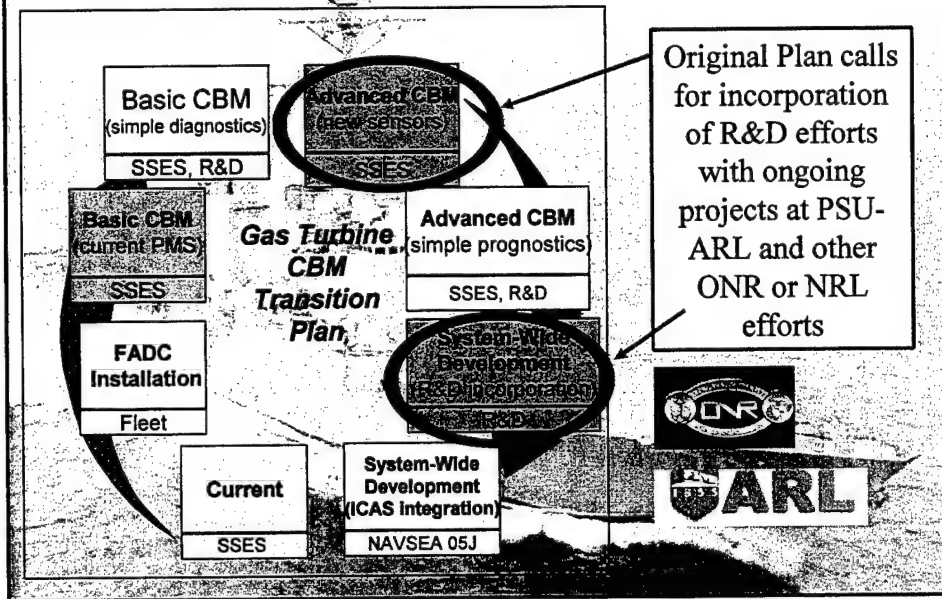 Basic CBM
(simple diagnostics)
SSES, R&D
Advanced CBM
(new sensors)
SSES
Original Plan calls
for incorporation
of R&D efforts
with ongoing
projects at PSU-
ARL and other
ONR or NRL
efforts
Basic CBM
(current PMS)
SSES
Gas Turbine
CBM
Transition
Plan
Advanced CBM
(simple prognostics)
SSES, R&D
FADC
Installation
Fleet
System-Wide
Development
(R&D incorporation)
R&D
Current
SSES
System-Wide
Development
(ICAS integration)
NAVSEA 05J
ONR
ARL